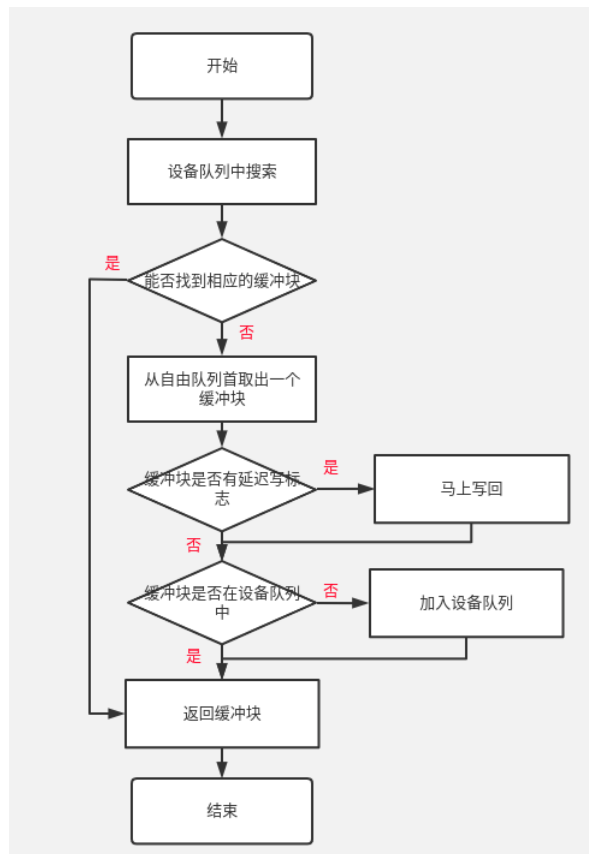 开始
设备队列中搜索
是
能否找到相应的缓冲块
否
从自由队列首取出一个
缓冲块
缓冲块是否有延迟写标
志
是
马上写回
否
缓冲块是否在设备队列
中
否
加入设备队列
是
返回缓冲块
结束